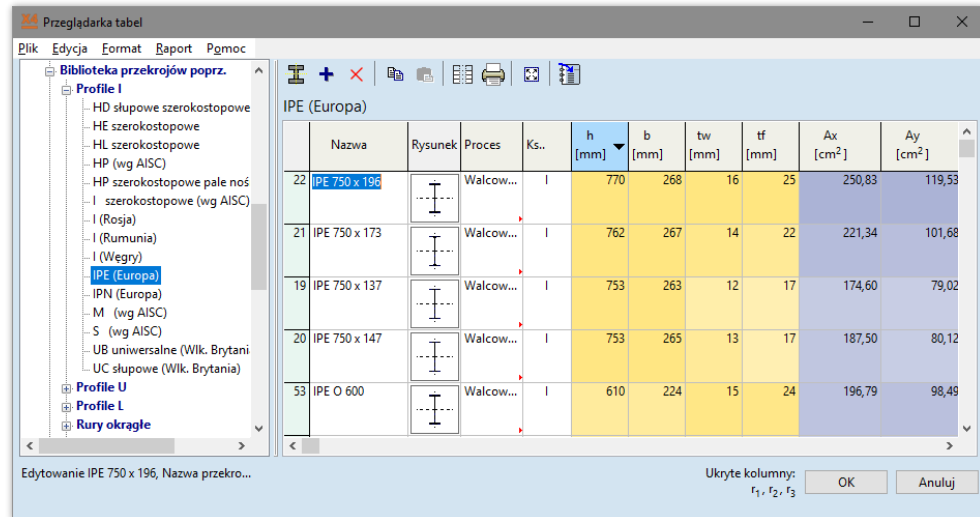 Przeglądarka tabel
Plik Edycja Format Raport Pomoc
Biblioteka przekrojów poprz.
Profile I
HD słupowe szerokostopowe
HE szerokostopowe
HL szerokostopowe
HP (wg AISC)
HP szerokostopowe pale noś
I szerokostopowe (wg AISC)
I (Rosja)
I (Rumunia)
I (Węgry)
IPE (Europa)
IPN (Europa)
M (wg AISC)
S (wg AISC)
UB uniwersalne (Wlk. Brytani
UC słupowe (Wlk. Brytania)
Profile U
Profile L
Rury okrągłe
IPE (Europa)
Nazwa Rysunek Proces Ks.. h [mm] b [mm] tw [mm] tf [mm] Ax [cm²] Ay [cm²]
22 IPE 750 x 196 Walcow... I 770 268 16 25 250,83 119,53
21 IPE 750 x 173 Walcow... I 762 267 14 22 221,34 101,68
19 IPE 750 x 137 Walcow... I 753 263 12 17 174,60 79,02
20 IPE 750 x 147 Walcow... I 753 265 13 17 187,50 80,12
53 IPE O 600 Walcow... I 610 224 15 24 196,79 98,49
Edytowanie IPE 750 x 196, Nazwa przekro...
Ukryte kolumny:
r₁, r₂, r₃
OK Anuluj